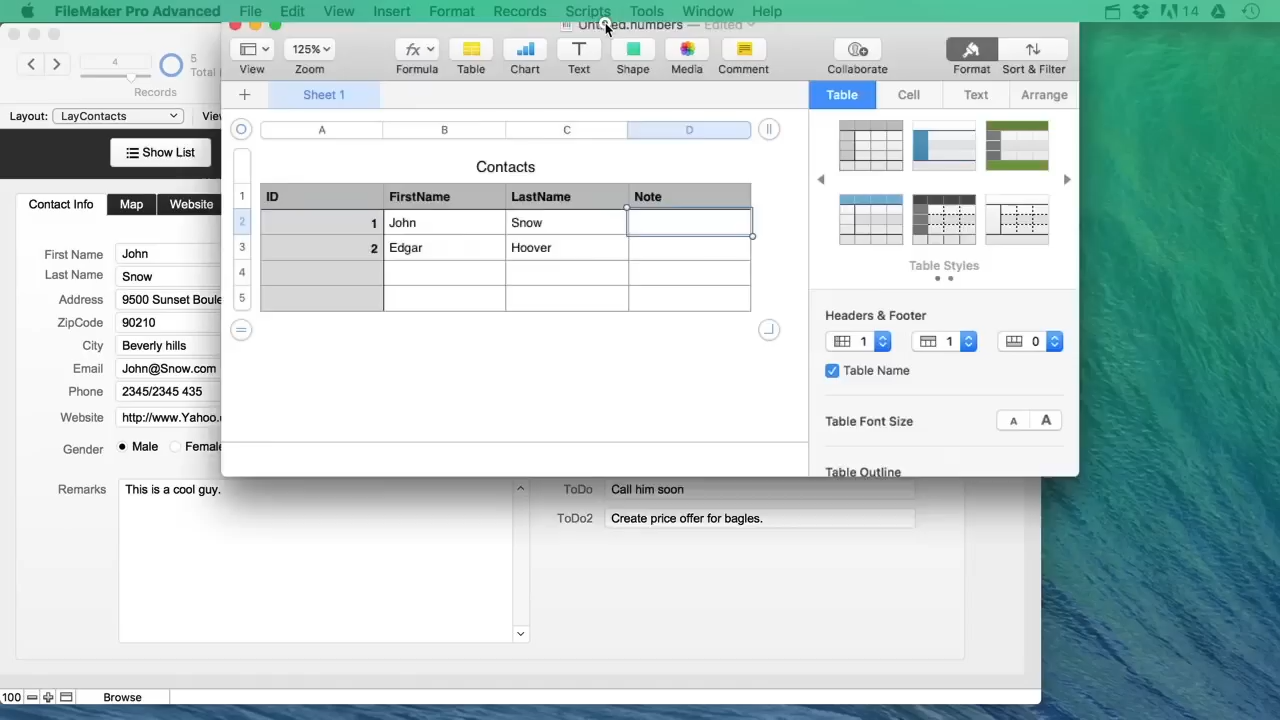 FileMaker Pro Advanced File Edit View Insert Format Records Scripts Tools Window Help 14
Untitled.numbers — Edited
4
5
Total
Records
125%
View Zoom Formula Table Chart Text Shape Media Comment Collaborate Format Sort & Filter
Layout: LayContacts
Sheet 1
Table Cell Text Arrange
Show List
Contact Info Map Website
A B C D
Contacts
1 ID FirstName LastName Note
2 1 John Snow
3 2 Edgar Hoover
4
5
Table Styles
Headers & Footer
1 1 0
Table Name
Table Font Size A A
Table Outline
First Name John
Last Name Snow
Address 9500 Sunset Boule
ZipCode 90210
City Beverly hills
Email John@Snow.com
Phone 2345/2345 435
Website http://www.Yahoo.
Gender Male Female
Remarks This is a cool guy.
ToDo Call him soon
ToDo2 Create price offer for bagles.
100 Browse